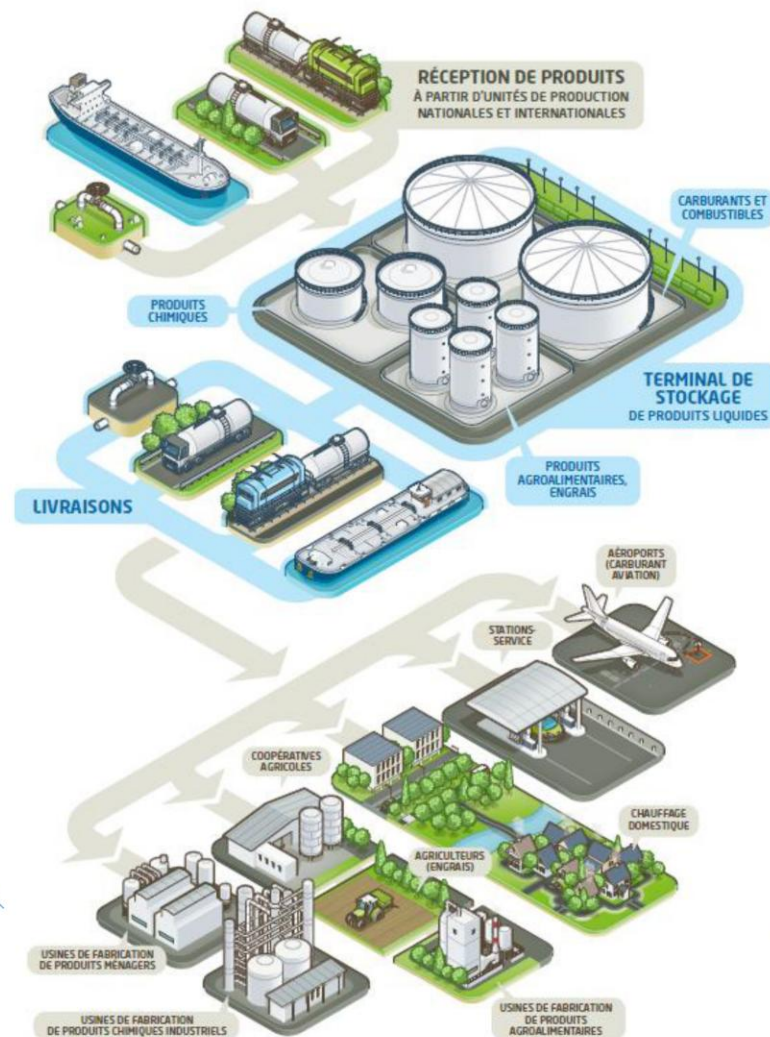 RÉCEPTION DE PRODUITS
À PARTIR D'UNITÉS DE PRODUCTION
NATIONALES ET INTERNATIONALES
CARBURANTS ET
COMBUSTIBLES
PRODUITS
CHIMIQUES
TERMINAL DE
STOCKAGE
DE PRODUITS LIQUIDES
PRODUITS
AGROALIMENTAIRES,
ENGRAIS
LIVRAISONS
AÉROPORTS
(CARBURANT
AVIATION)
STATIONS-
SERVICE
COOPÉRATIVES
AGRICOLES
CHAUFFAGE
DOMESTIQUE
AGRICULTEURS
(ENGRAIS)
USINES DE FABRICATION
DE PRODUITS MÉNAGERS
USINES DE FABRICATION
DE PRODUITS CHIMIQUES INDUSTRIELS
USINES DE FABRICATION
DE PRODUITS
AGROALIMENTAIRES